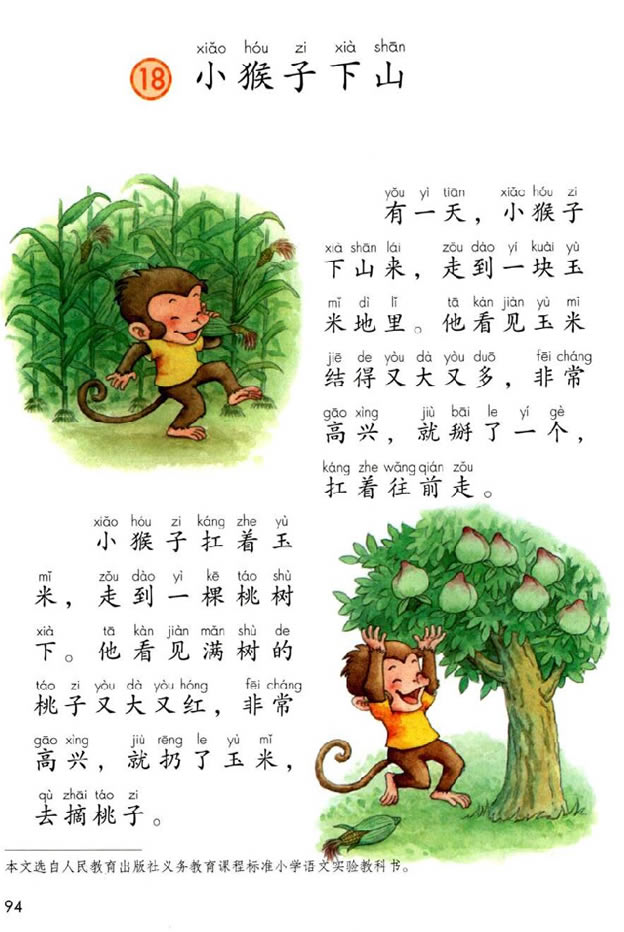 xiǎo hóu zi xià shān
18 小猴子下山
yǒu yì tiān xiǎo hóu zi
有一天，小猴子
xià shān lái zǒu dào yí kuài yù
下山来，走到一块玉
mǐ dì lǐ tā kàn jiàn yù mǐ
米地里。他看见玉米
jiē de yòu dà yòu duō fēi cháng
结得又大又多，非常
gāo xìng jiù bāi le yí gè
高兴，就掰了一个，
káng zhe wǎng qián zǒu
扛着往前走。
xiǎo hóu zi káng zhe yù
小猴子扛着玉
mǐ zǒu dào yì kē táo shù
米，走到一棵桃树
xià tā kàn jiàn mǎn shù de
下。他看见满树的
táo zi yòu dà yòu hóng fēi cháng
桃子又大又红，非常
gāo xìng jiù rēng le yù mǐ
高兴，就扔了玉米，
qù zhāi táo zi
去摘桃子。
本文选自人民教育出版社义务教育课程标准小学语文实验教科书。
94